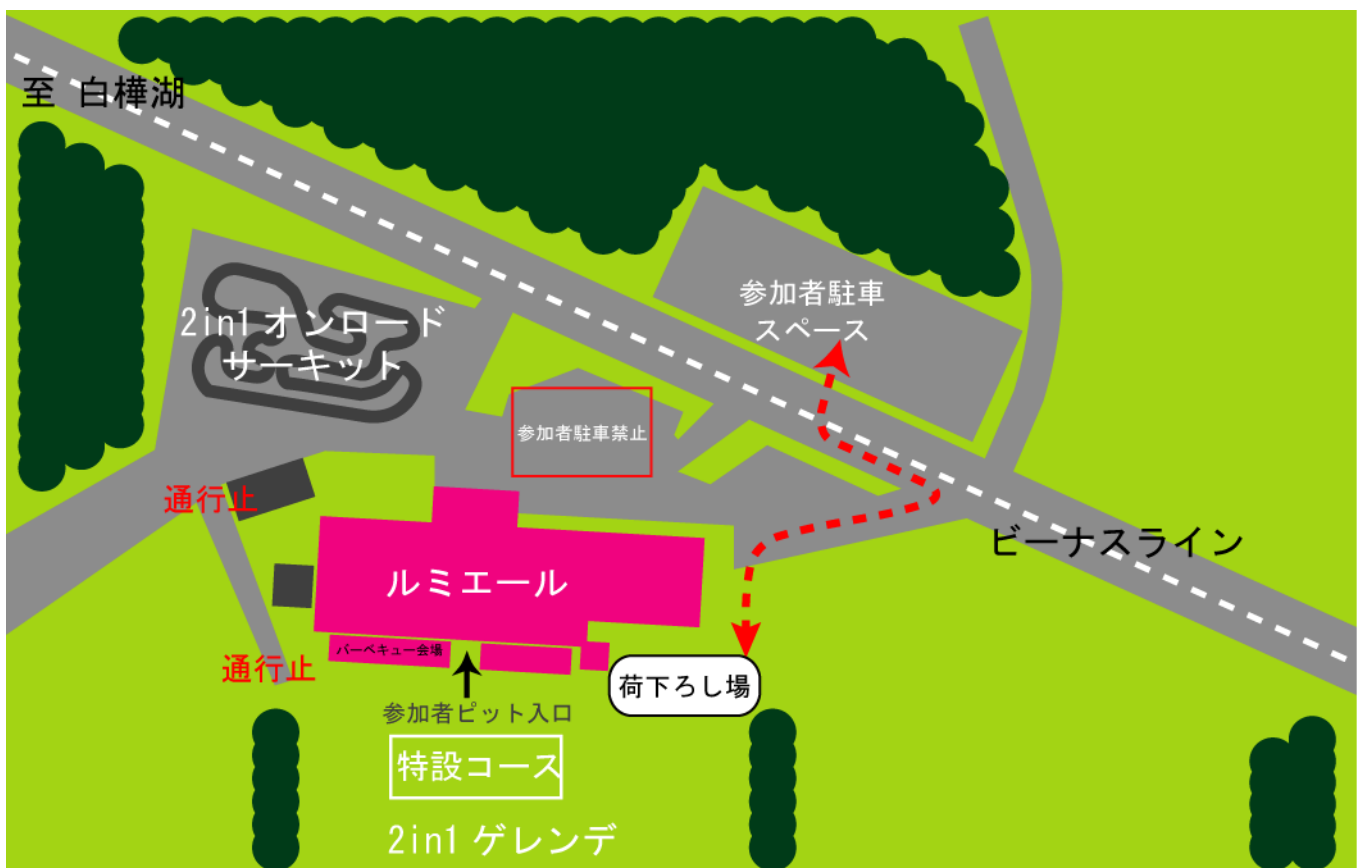 至 白樺湖
参加者駐車
スペース
2in1 オンロード
サーキット
参加者駐車禁止
通行止
ビーナスライン
ルミエール
バーベキュー会場
通行止
荷下ろし場
参加者ピット入口
特設コース
2in1 ゲレンデ